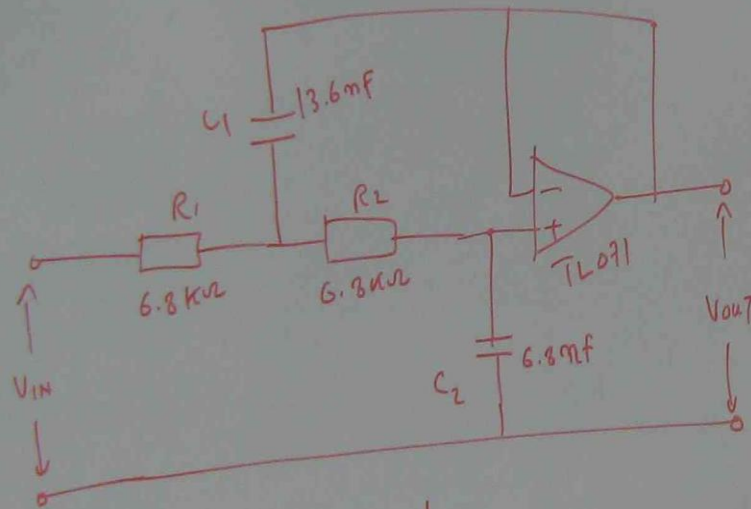 C1
13.6nf
R1
R2
6.8KΩ
6.8KΩ
-
+
TL071
VIN
VOUT
C2
6.8nf